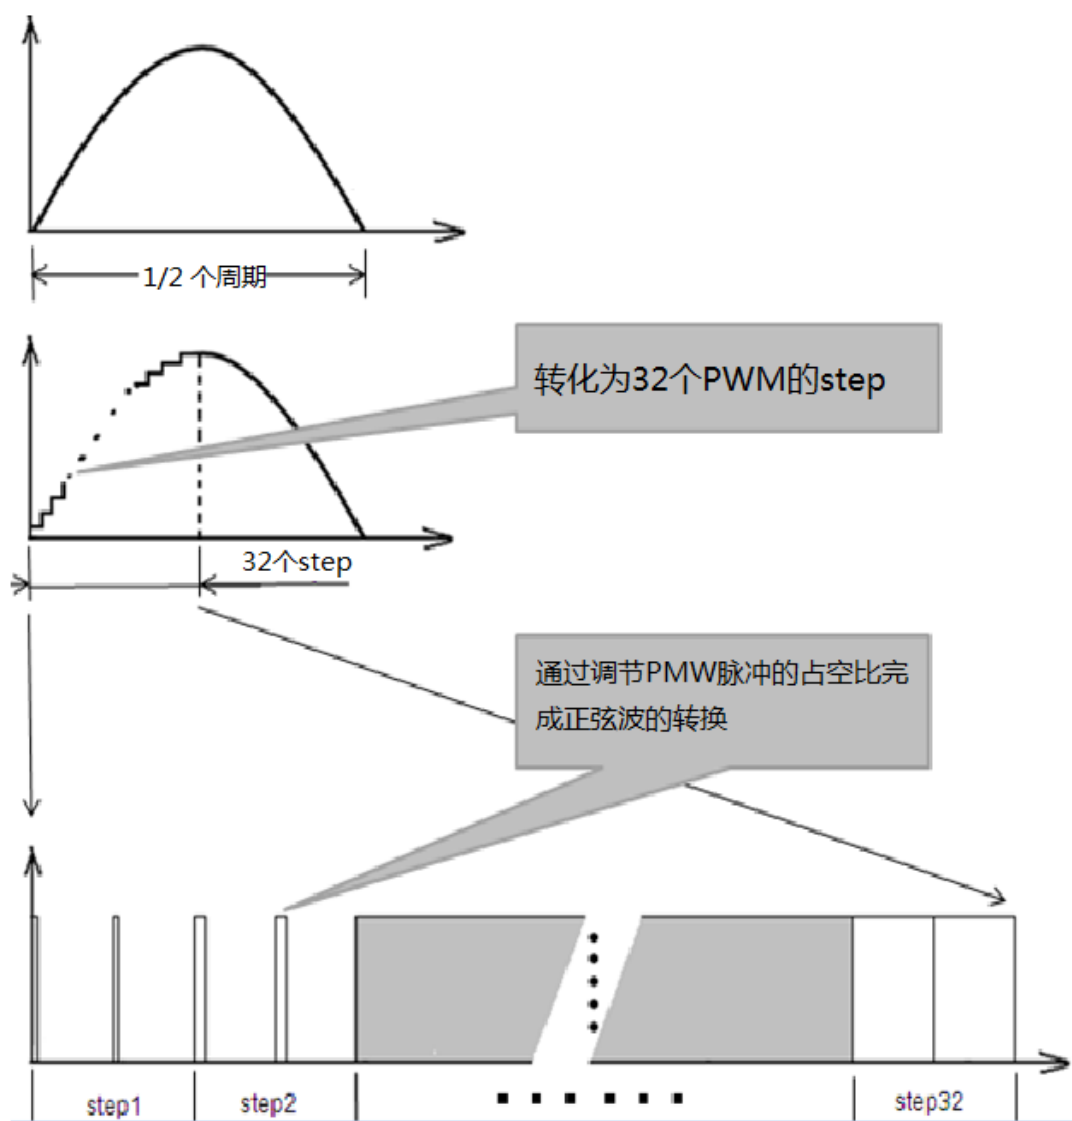 1/2 个周期
转化为32个PWM的step
32个step
通过调节PMW脉冲的占空比完
成正弦波的转换
step1
step2
step32